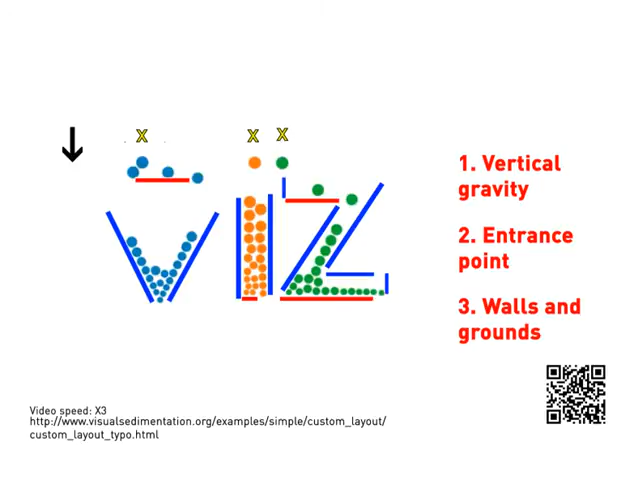 X X X
1. Vertical
gravity
2. Entrance
point
3. Walls and
grounds
viz
Video speed: X3
http://www.visualsedimentation.org/examples/simple/custom_layout/
custom_layout_typo.html